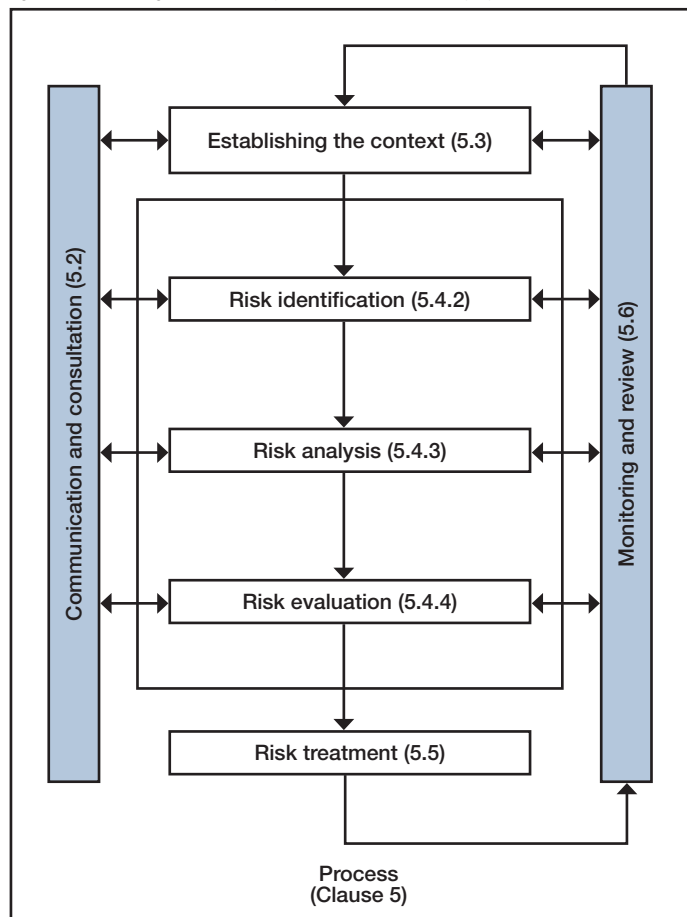 Establishing the context (5.3)
Communication and consultation (5.2)
Monitoring and review (5.6)
Risk identification (5.4.2)
Risk analysis (5.4.3)
Risk evaluation (5.4.4)
Risk treatment (5.5)
Process
(Clause 5)